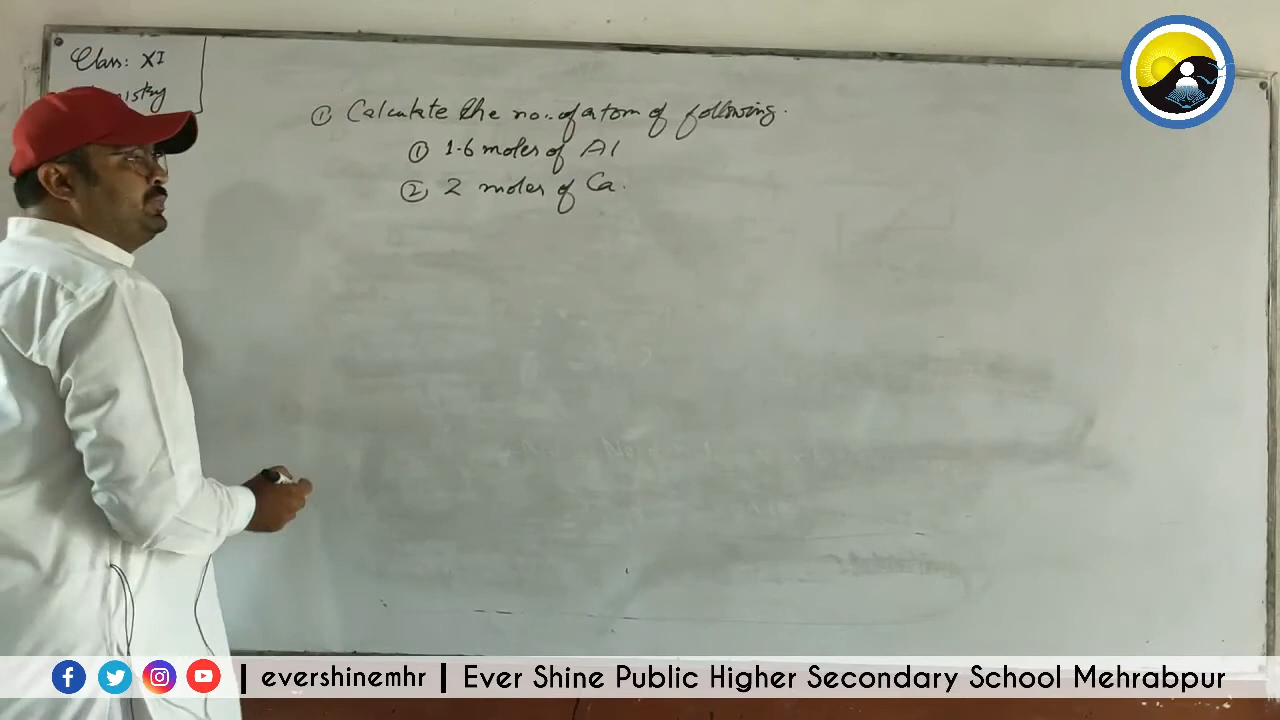 Class: XI
① Calculate the no. of atom of following.
① 1.6 moles of Al
② 2 moles of Ca.
| evershinemhr | Ever Shine Public Higher Secondary School Mehrabpur